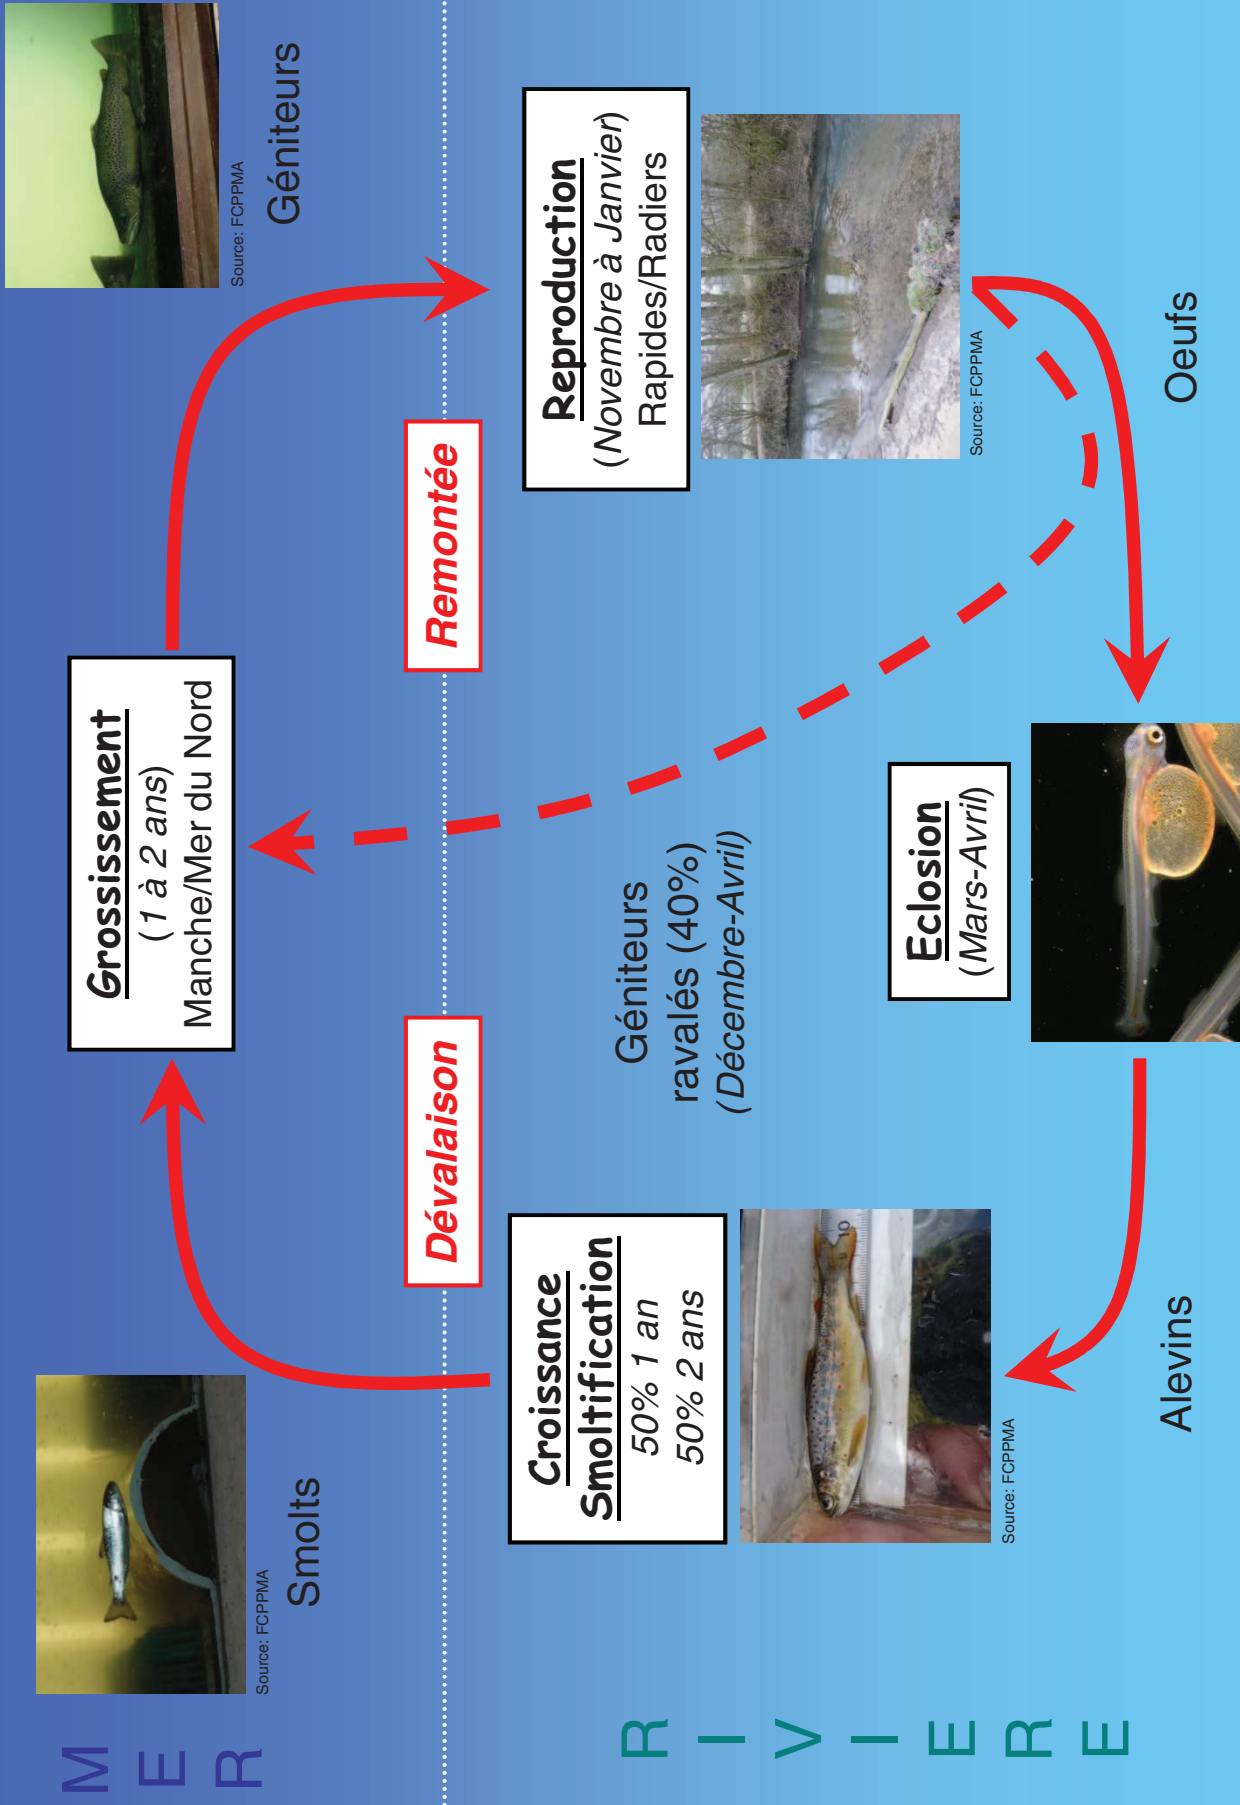 M
E
R
Source: FCPPMA
Smolts
Grossissement
(1 à 2 ans)
Manche/Mer du Nord
Source: FCPPMA
Géniteurs
Dévalaison
Remontée
R
I
V
I
E
R
E
Croissance
Smoltification
50% 1 an
50% 2 ans
10
Source: FCPPMA
Géniteurs
ravalés (40%)
(Décembre-Avril)
Reproduction
(Novembre à Janvier)
Rapides/Radiers
Source: FCPPMA
Alevins
Eclosion
(Mars-Avril)
Oeufs